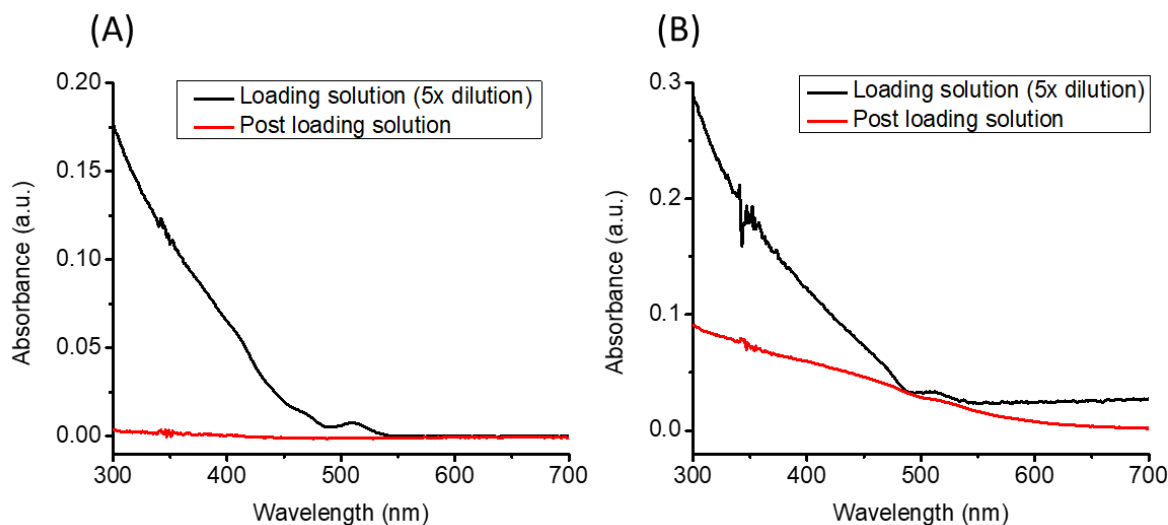 (A)
0.20
0.15
0.10
0.05
0.00
Absorbance (a.u.)
Loading solution (5x dilution)
Post loading solution
300
400
500
600
700
Wavelength (nm)
(B)
0.3
0.2
0.1
0.0
Absorbance (a.u.)
Loading solution (5x dilution)
Post loading solution
300
400
500
600
700
Wavelength (nm)